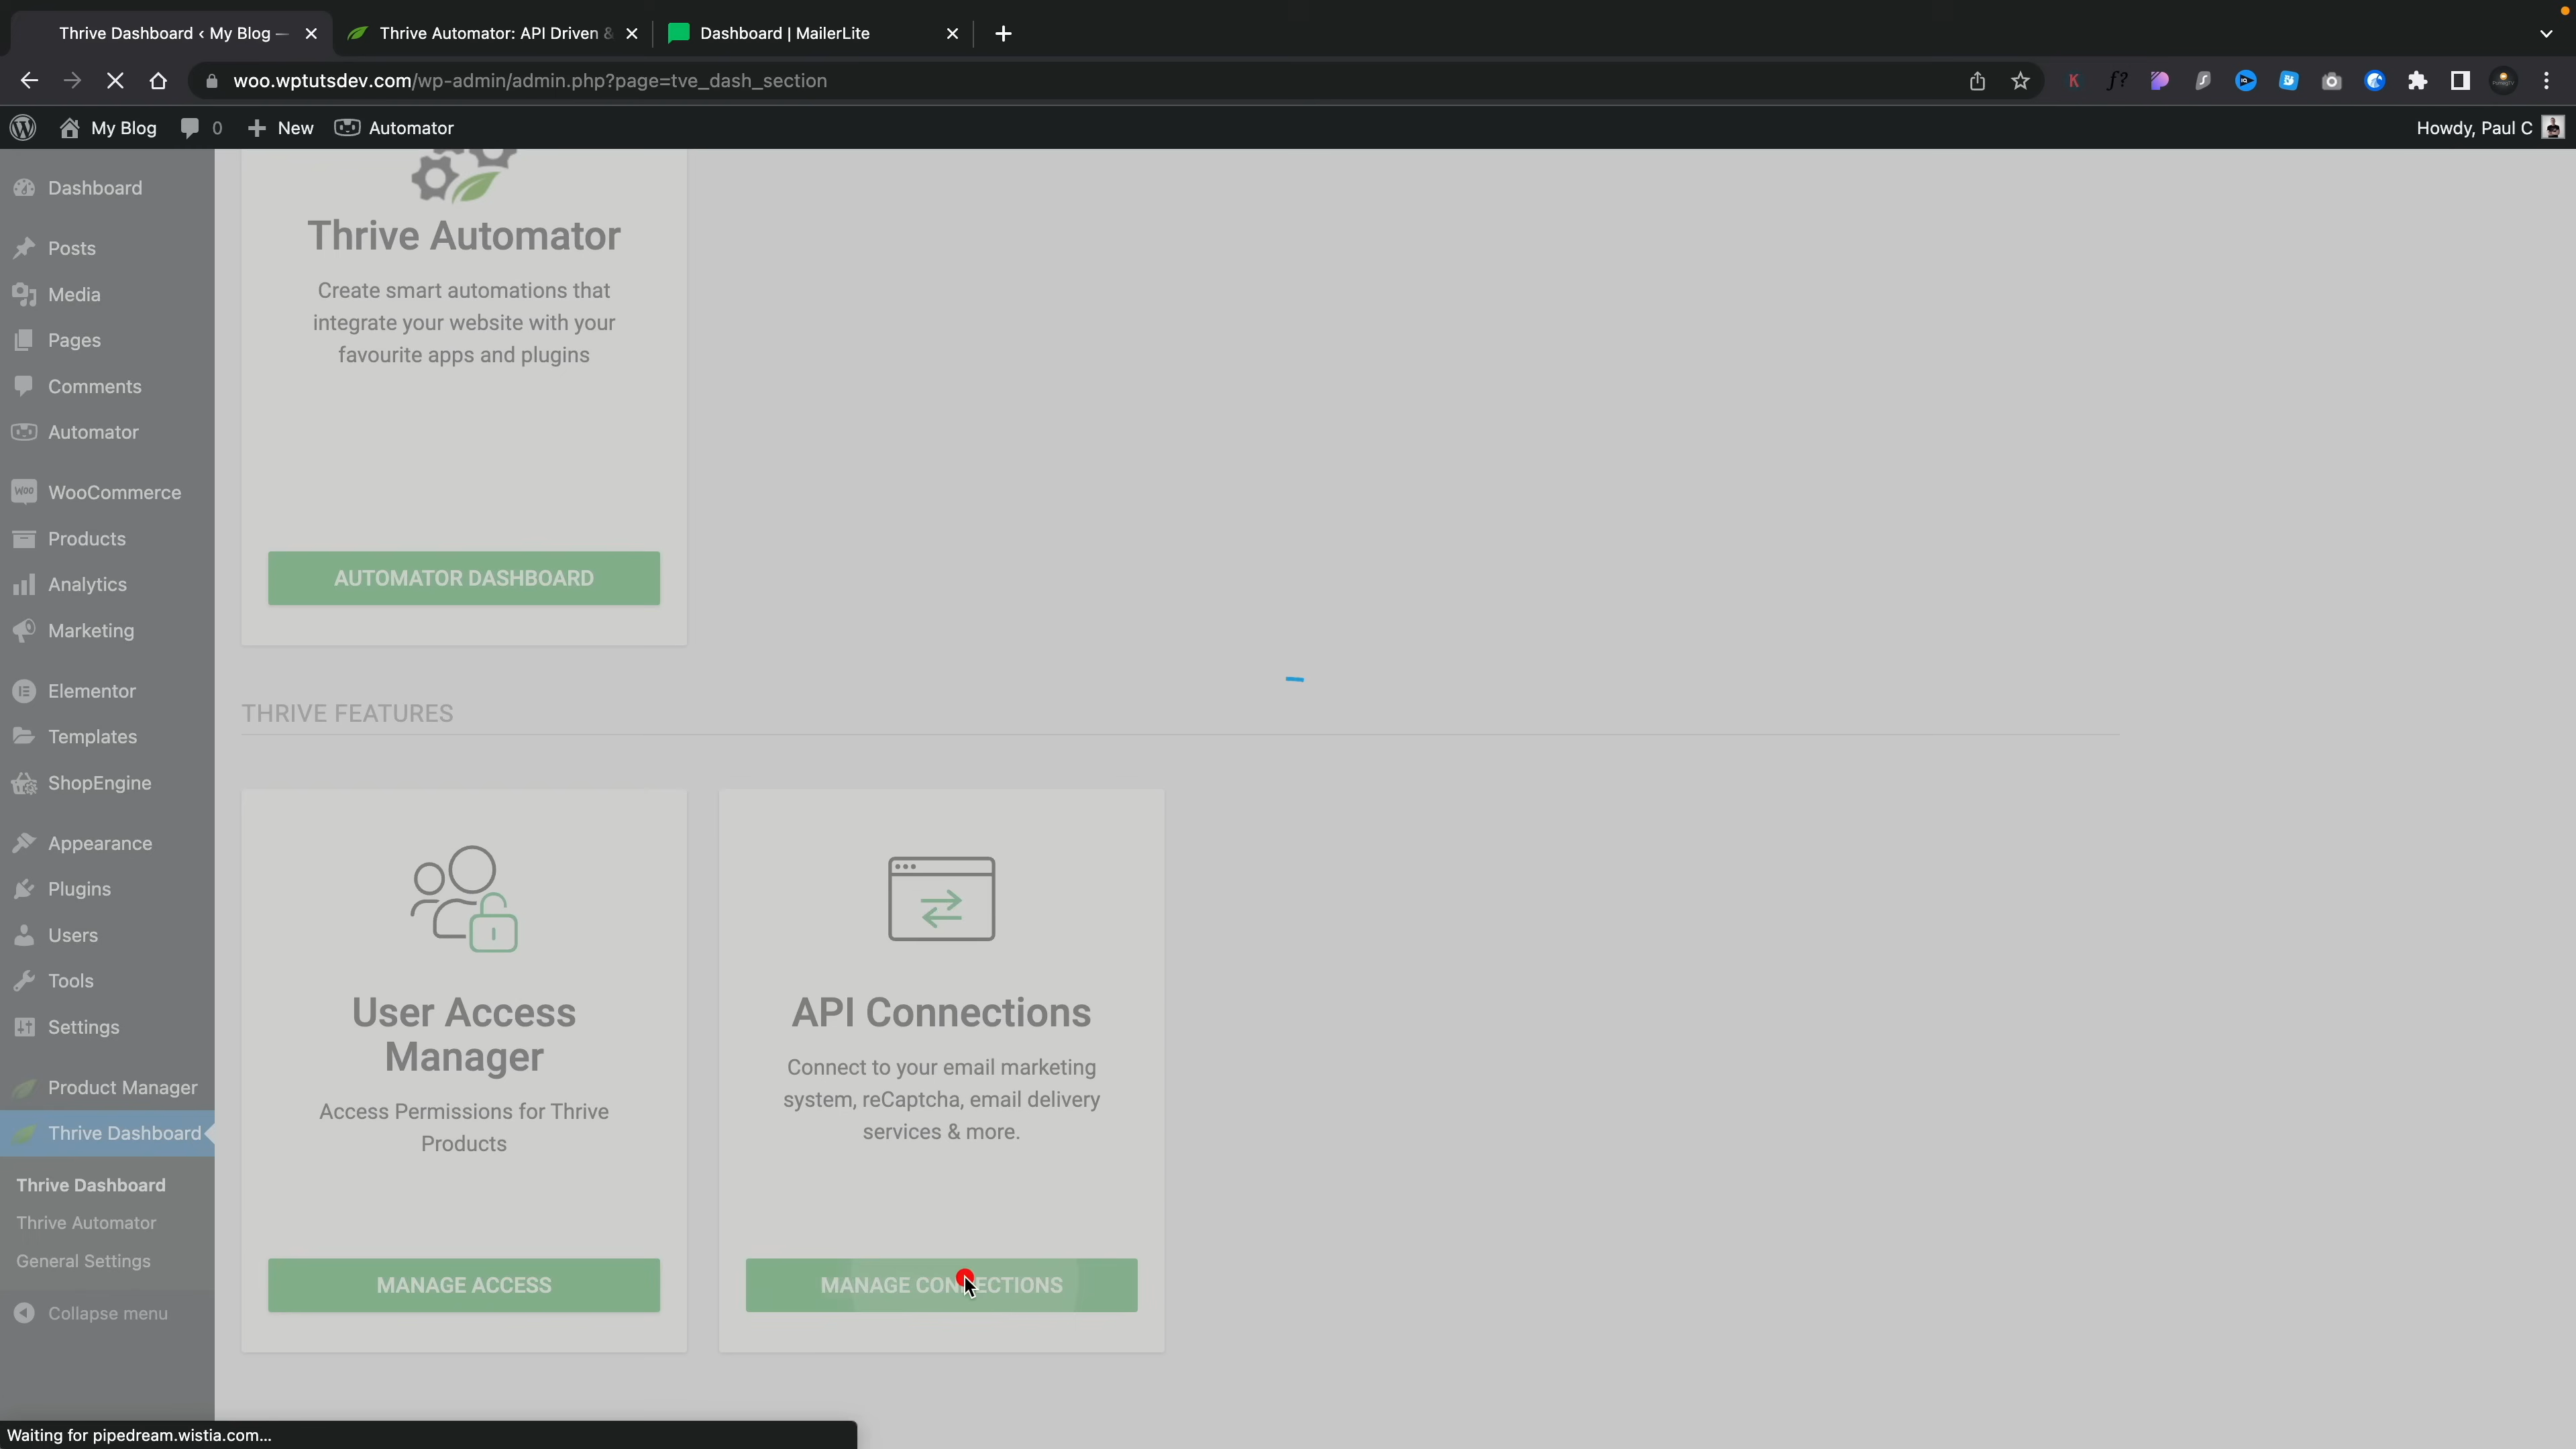 Thrive Dashboard ‹ My Blog —
Thrive Automator: API Driven &
Dashboard | MailerLite
woo.wptutsdev.com/wp-admin/admin.php?page=tve_dash_section
My Blog
0
New
Automator
Howdy, Paul C
Dashboard
Posts
Media
Pages
Comments
Automator
WooCommerce
Products
Analytics
Marketing
Elementor
Templates
ShopEngine
Appearance
Plugins
Users
Tools
Settings
Product Manager
Thrive Dashboard
Thrive Dashboard
Thrive Automator
General Settings
Collapse menu
Thrive Automator
Create smart automations that
integrate your website with your
favourite apps and plugins
AUTOMATOR DASHBOARD
THRIVE FEATURES
User Access
Manager
Access Permissions for Thrive
Products
MANAGE ACCESS
API Connections
Connect to your email marketing
system, reCaptcha, email delivery
services & more.
MANAGE CONNECTIONS
Waiting for pipedream.wistia.com...